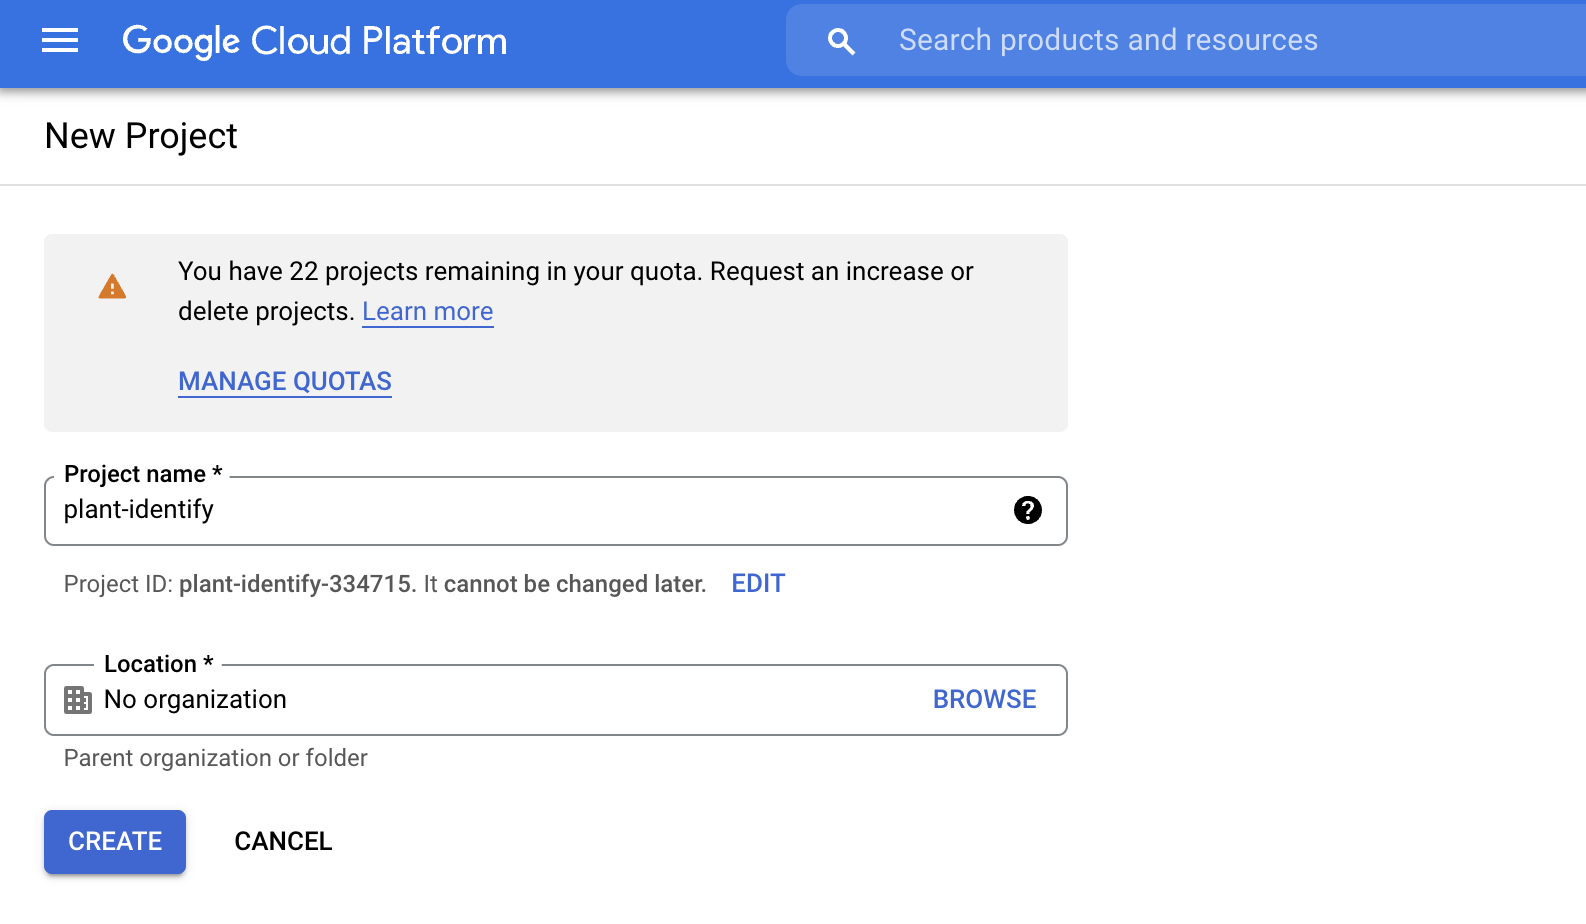 Google Cloud Platform
Search products and resources
New Project
You have 22 projects remaining in your quota. Request an increase or
delete projects. Learn more
MANAGE QUOTAS
Project name *
plant-identify
Project ID: plant-identify-334715. It cannot be changed later. EDIT
Location *
No organization BROWSE
Parent organization or folder
CREATE CANCEL